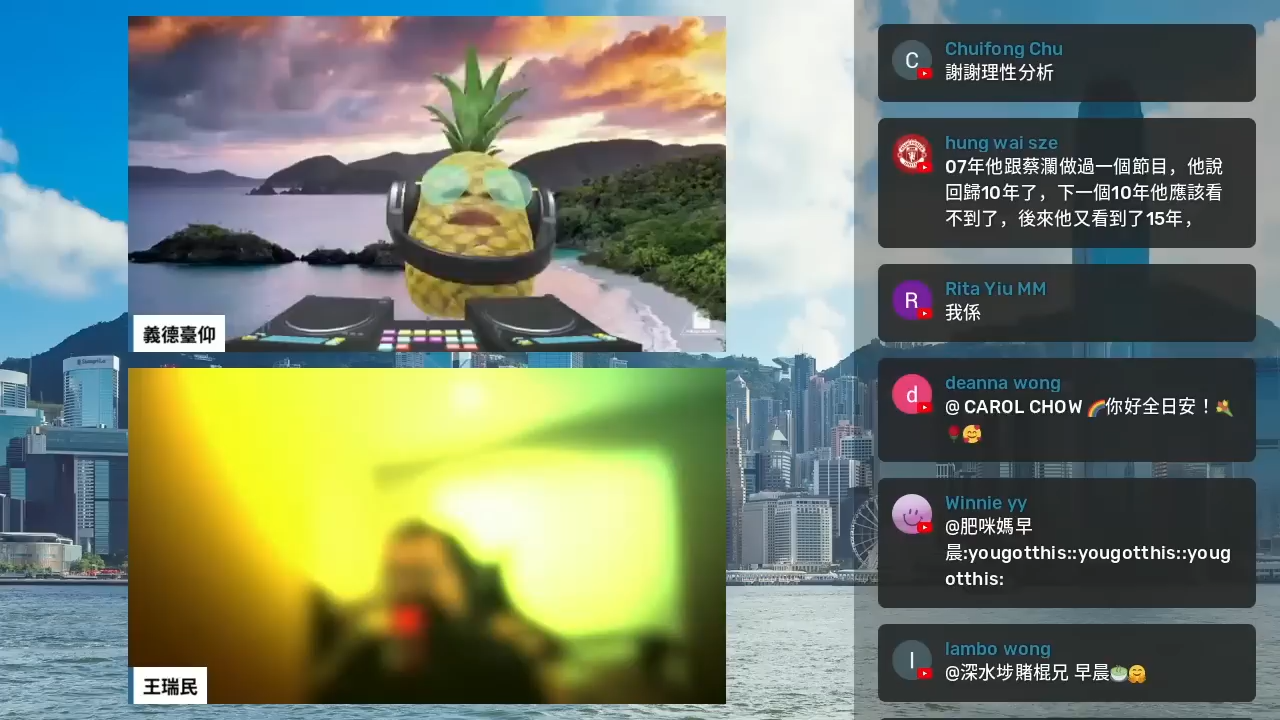 義德臺仰
王瑞民
C
Chuifong Chu
謝謝理性分析
hung wai sze
07年他跟蔡瀾做過一個節目，他說
回歸10年了，下一個10年他應該看
不到了，後來他又看到了15年，
R
Rita Yiu MM
我係
d
deanna wong
@ CAROL CHOW 🌈你好全日安！💐
🌹🥰
Winnie yy
@肥咪媽早
晨:yougotthis::yougotthis::youg
otthis:
l
lambo wong
@深水埗賭棍兄 早晨🍵🤗